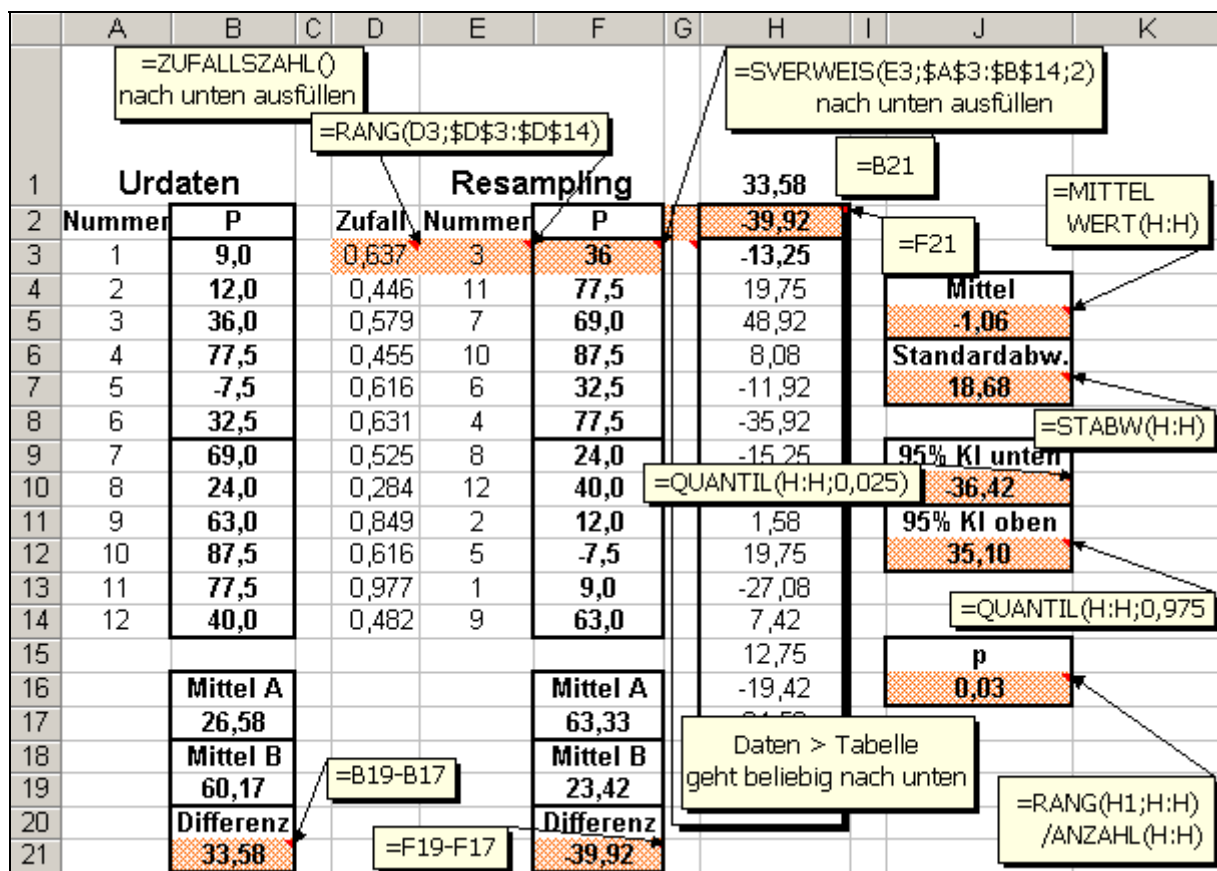 A B C D E F G H I J K
=ZUFALLSZAHL()
nach unten ausfüllen
=SVERWEIS(E3;$A$3:$B$14;2)
nach unten ausfüllen
=RANG(D3;$D$3:$D$14)
=B21
=MITTEL
WERT(H:H)
=F21
1 Urdaten Resampling 33,58
2 Nummer P Zufall Nummer P -39,92
3 1 9,0 0,637 3 36 -13,25
4 2 12,0 0,446 11 77,5 19,75 Mittel
5 3 36,0 0,579 7 69,0 48,92 -1,06
6 4 77,5 0,455 10 87,5 8,08 Standardabw.
7 5 -7,5 0,616 6 32,5 -11,92 18,68
8 6 32,5 0,631 4 77,5 -35,92
=STABW(H:H)
9 7 69,0 0,525 8 24,0 -15,25 95% KI unten
10 8 24,0 0,284 12 40,0 =QUANTIL(H:H;0,025) -36,42
11 9 63,0 0,849 2 12,0 1,58 95% KI oben
12 10 87,5 0,616 5 -7,5 19,75 35,10
13 11 77,5 0,977 1 9,0 -27,08
14 12 40,0 0,482 9 63,0 7,42
=QUANTIL(H:H;0,975
15 12,75 p
16 Mittel A Mittel A -19,42 0,03
17 26,58 63,33
18 Mittel B Mittel B
Daten > Tabelle
geht beliebig nach unten
=B19-B17
19 60,17 23,42
20 Differenz Differenz
=RANG(H1;H:H)
/ANZAHL(H:H)
=F19-F17
21 33,58 -39,92